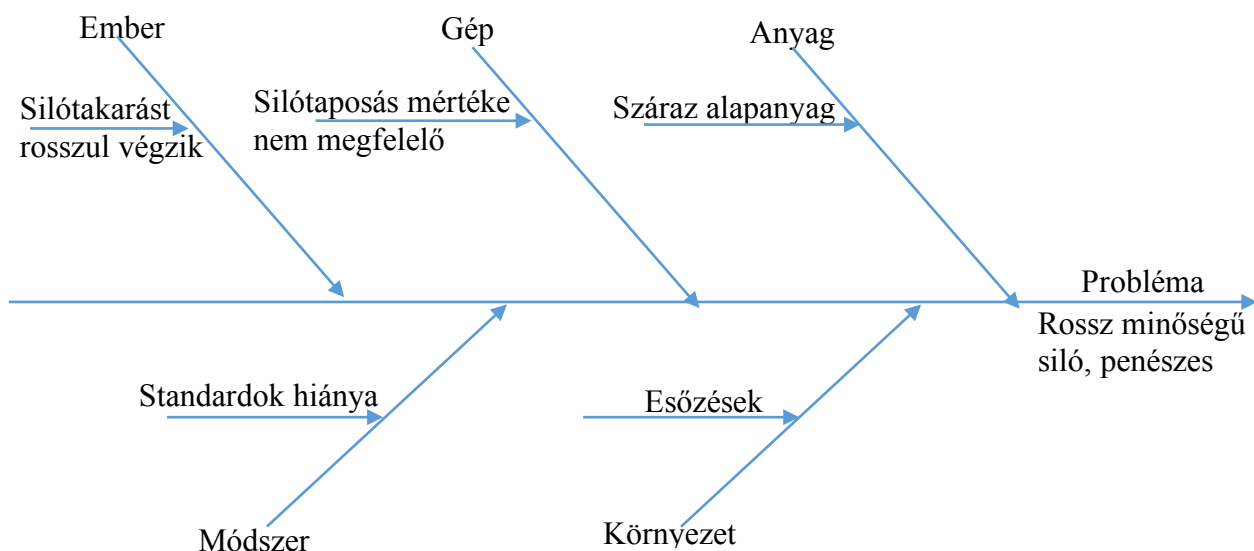 Ember
Gép
Anyag
Silótakarást
rosszul végzik
Silótaposás mértéke
nem megfelelő
Száraz alapanyag
Probléma
Rossz minőségű
siló, penészes
Standardok hiánya
Esőzések
Módszer
Környezet